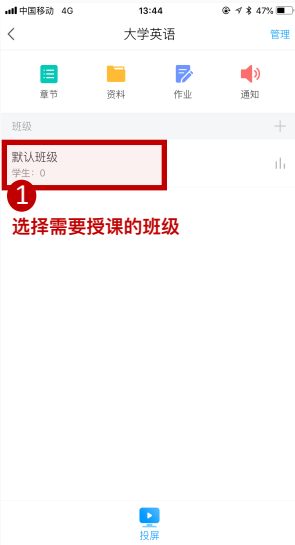 中国移动 4G 13:44 47%
大学英语 管理
章节 资料 作业 通知
班级
默认班级
学生：0
1
选择需要授课的班级
投屏